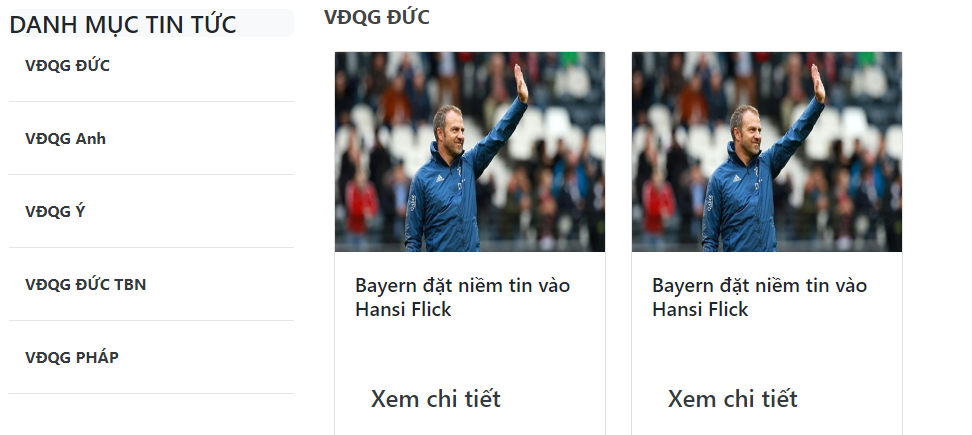 DANH MỤC TIN TỨC
VĐQG ĐỨC
VĐQG Anh
VĐQG Ý
VĐQG ĐỨC TBN
VĐQG PHÁP
VĐQG ĐỨC
Bayern đặt niềm tin vào
Hansi Flick
Xem chi tiết
Bayern đặt niềm tin vào
Hansi Flick
Xem chi tiết